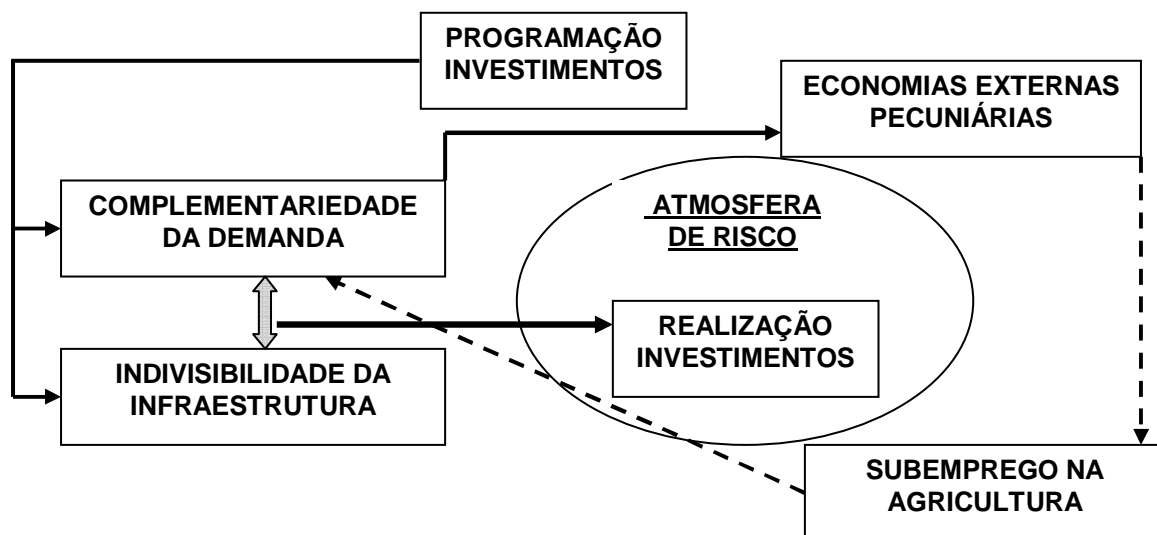 PROGRAMAÇÃO
INVESTIMENTOS
ECONOMIAS EXTERNAS
PECUNIÁRIAS
COMPLEMENTARIEDADE
DA DEMANDA
ATMOSFERA
DE RISCO
REALIZAÇÃO
INVESTIMENTOS
INDIVISIBILIDADE DA
INFRAESTRUTURA
SUBEMPREGO NA
AGRICULTURA